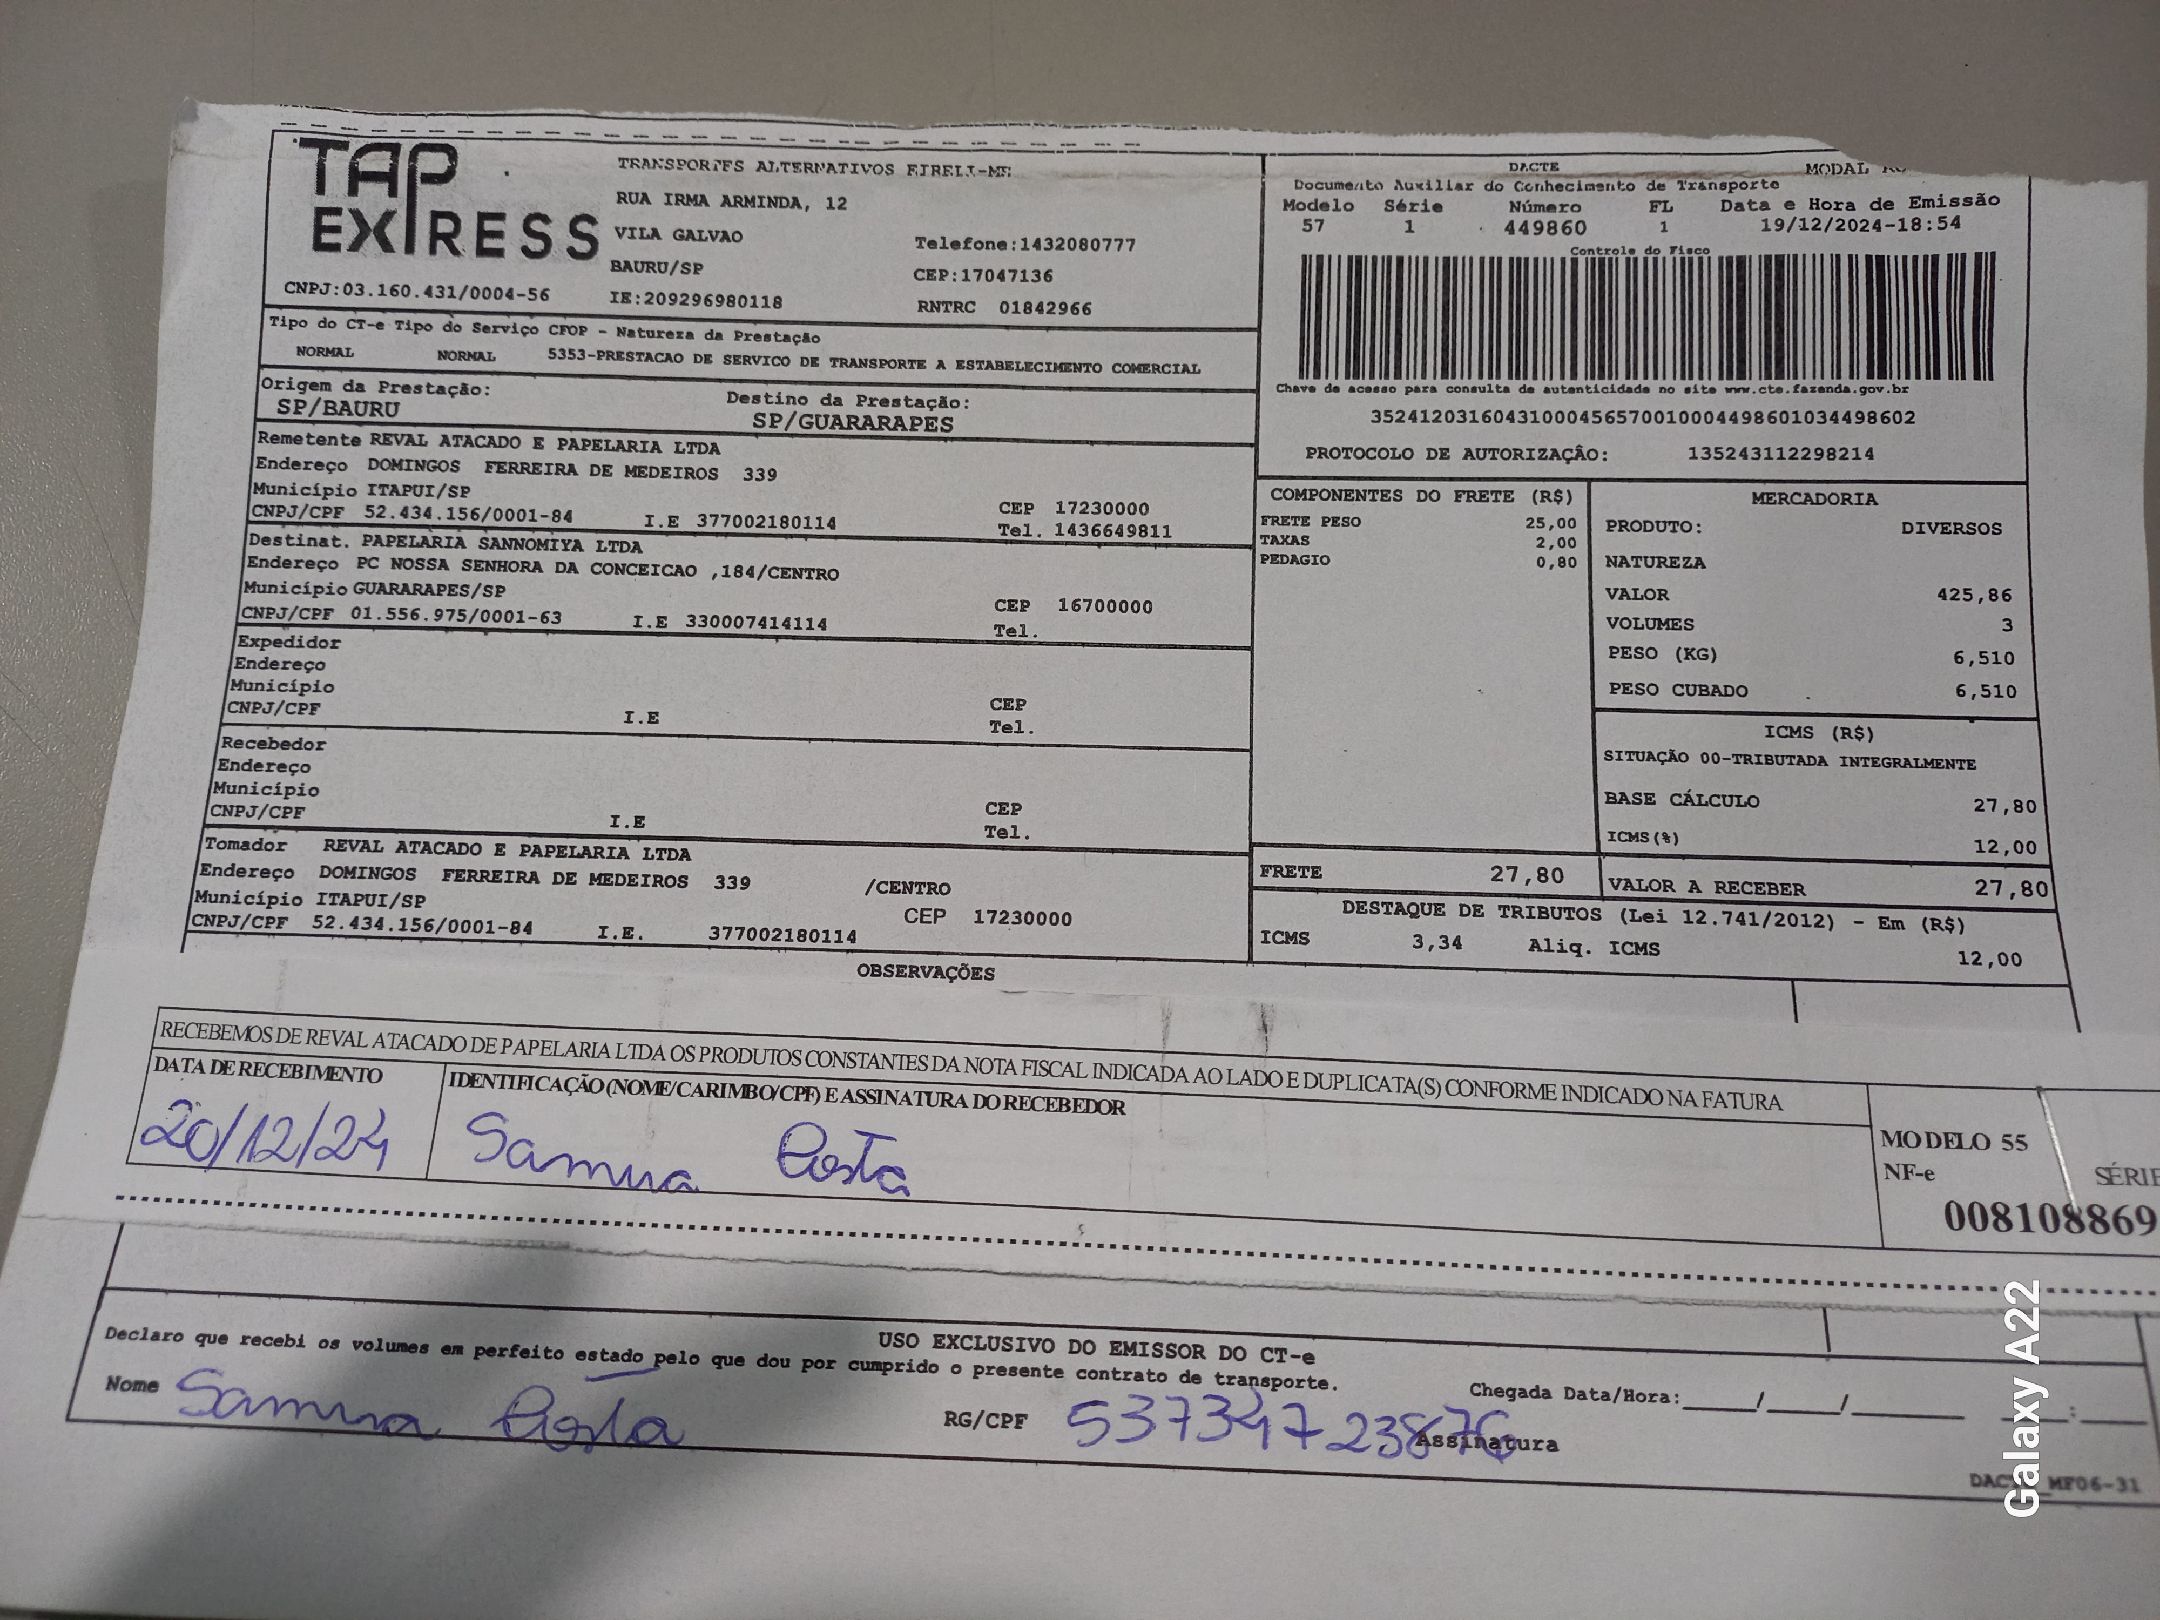 TAP EXPRESS
TRANSPORTES ALTERNATIVOS EIRELI-ME
RUA IRMA ARMINDA, 12
VILA GALVAO
Telefone:1432080777
BAURU/SP
CEP:17047136
CNPJ:03.160.431/0004-56
IE:209296980118
RNTRC 01842966
DACTE
MODAL
Documento Auxiliar do Conhecimento de Transporte
Modelo Série Número FL Data e Hora de Emissão
57 1 449860 1 19/12/2024-18:54
Controle do Fisco
Chave de acesso para consulta de autenticidade no site www.cte.fazenda.gov.br
35241203160431000456570010004498601034498602
PROTOCOLO DE AUTORIZAÇÂO: 135243112298214
Tipo do CT-e Tipo do Serviço CFOP - Natureza da Prestação
NORMAL NORMAL 5353-PRESTACAO DE SERVICO DE TRANSPORTE A ESTABELECIMENTO COMERCIAL
Origem da Prestação: Destino da Prestação:
SP/BAURU SP/GUARARAPES
Remetente REVAL ATACADO E PAPELARIA LTDA
Endereço DOMINGOS FERREIRA DE MEDEIROS 339
Município ITAPUI/SP CEP 17230000
CNPJ/CPF 52.434.156/0001-84 I.E 377002180114 Tel. 1436649811
Destinat. PAPELARIA SANNOMIYA LTDA
Endereço PC NOSSA SENHORA DA CONCEICAO ,184/CENTRO
Município GUARARAPES/SP CEP 16700000
CNPJ/CPF 01.556.975/0001-63 I.E 330007414114 Tel.
Expedidor
Endereço
Município CEP
CNPJ/CPF I.E Tel.
Recebedor
Endereço
Município CEP
CNPJ/CPF I.E Tel.
Tomador REVAL ATACADO E PAPELARIA LTDA
Endereço DOMINGOS FERREIRA DE MEDEIROS 339 /CENTRO
Município ITAPUI/SP CEP 17230000
CNPJ/CPF 52.434.156/0001-84 I.E. 377002180114
COMPONENTES DO FRETE (R$)
FRETE PESO 25,00
TAXAS 2,00
PEDAGIO 0,80
MERCADORIA
PRODUTO: DIVERSOS
NATUREZA
VALOR 425,86
VOLUMES 3
PESO (KG) 6,510
PESO CUBADO 6,510
ICMS (R$)
SITUAÇÃO 00-TRIBUTADA INTEGRALMENTE
BASE CÁLCULO 27,80
ICMS(%) 12,00
FRETE 27,80 VALOR A RECEBER 27,80
DESTAQUE DE TRIBUTOS (Lei 12.741/2012) - Em (R$)
ICMS 3,34 Aliq. ICMS 12,00
OBSERVAÇÕES
RECEBEMOS DE REVAL ATACADO DE PAPELARIA LTDA OS PRODUTOS CONSTANTES DA NOTA FISCAL INDICADA AO LADO E DUPLICATA(S) CONFORME INDICADO NA FATURA
DATA DE RECEBIMENTO IDENTIFICAÇÃO (NOME/CARIMBO/CPF) E ASSINATURA DO RECEBEDOR
20/12/24 Samira Costa
MODELO 55
NF-e SÉRIE
008108869
USO EXCLUSIVO DO EMISSOR DO CT-e
Declaro que recebi os volumes em perfeito estado pelo que dou por cumprido o presente contrato de transporte.
Chegada Data/Hora:____/____/______ ____:____
Nome Samira Costa RG/CPF 53734723876 Assinatura
MF06-31
Galaxy A22